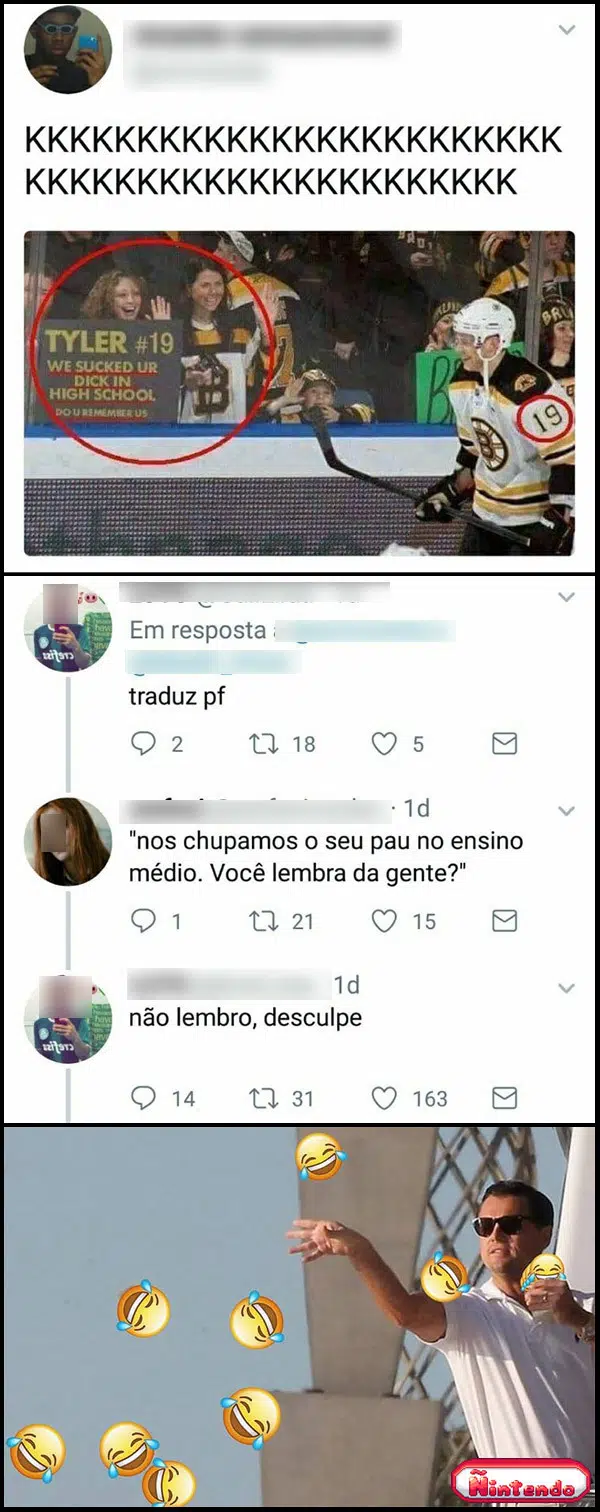 KKKKKKKKKKKKKKKKKKKKKKKK
KKKKKKKKKKKKKKKKKKKKKK
TYLER #19
WE SUCKED UR
DICK IN
HIGH SCHOOL
DO U REMEMBER US
B
19
Em resposta
traduz pf
2 18 5
· 1d
"nos chupamos o seu pau no ensino
médio. Você lembra da gente?"
1 21 15
1d
não lembro, desculpe
14 31 163
Ñintendo